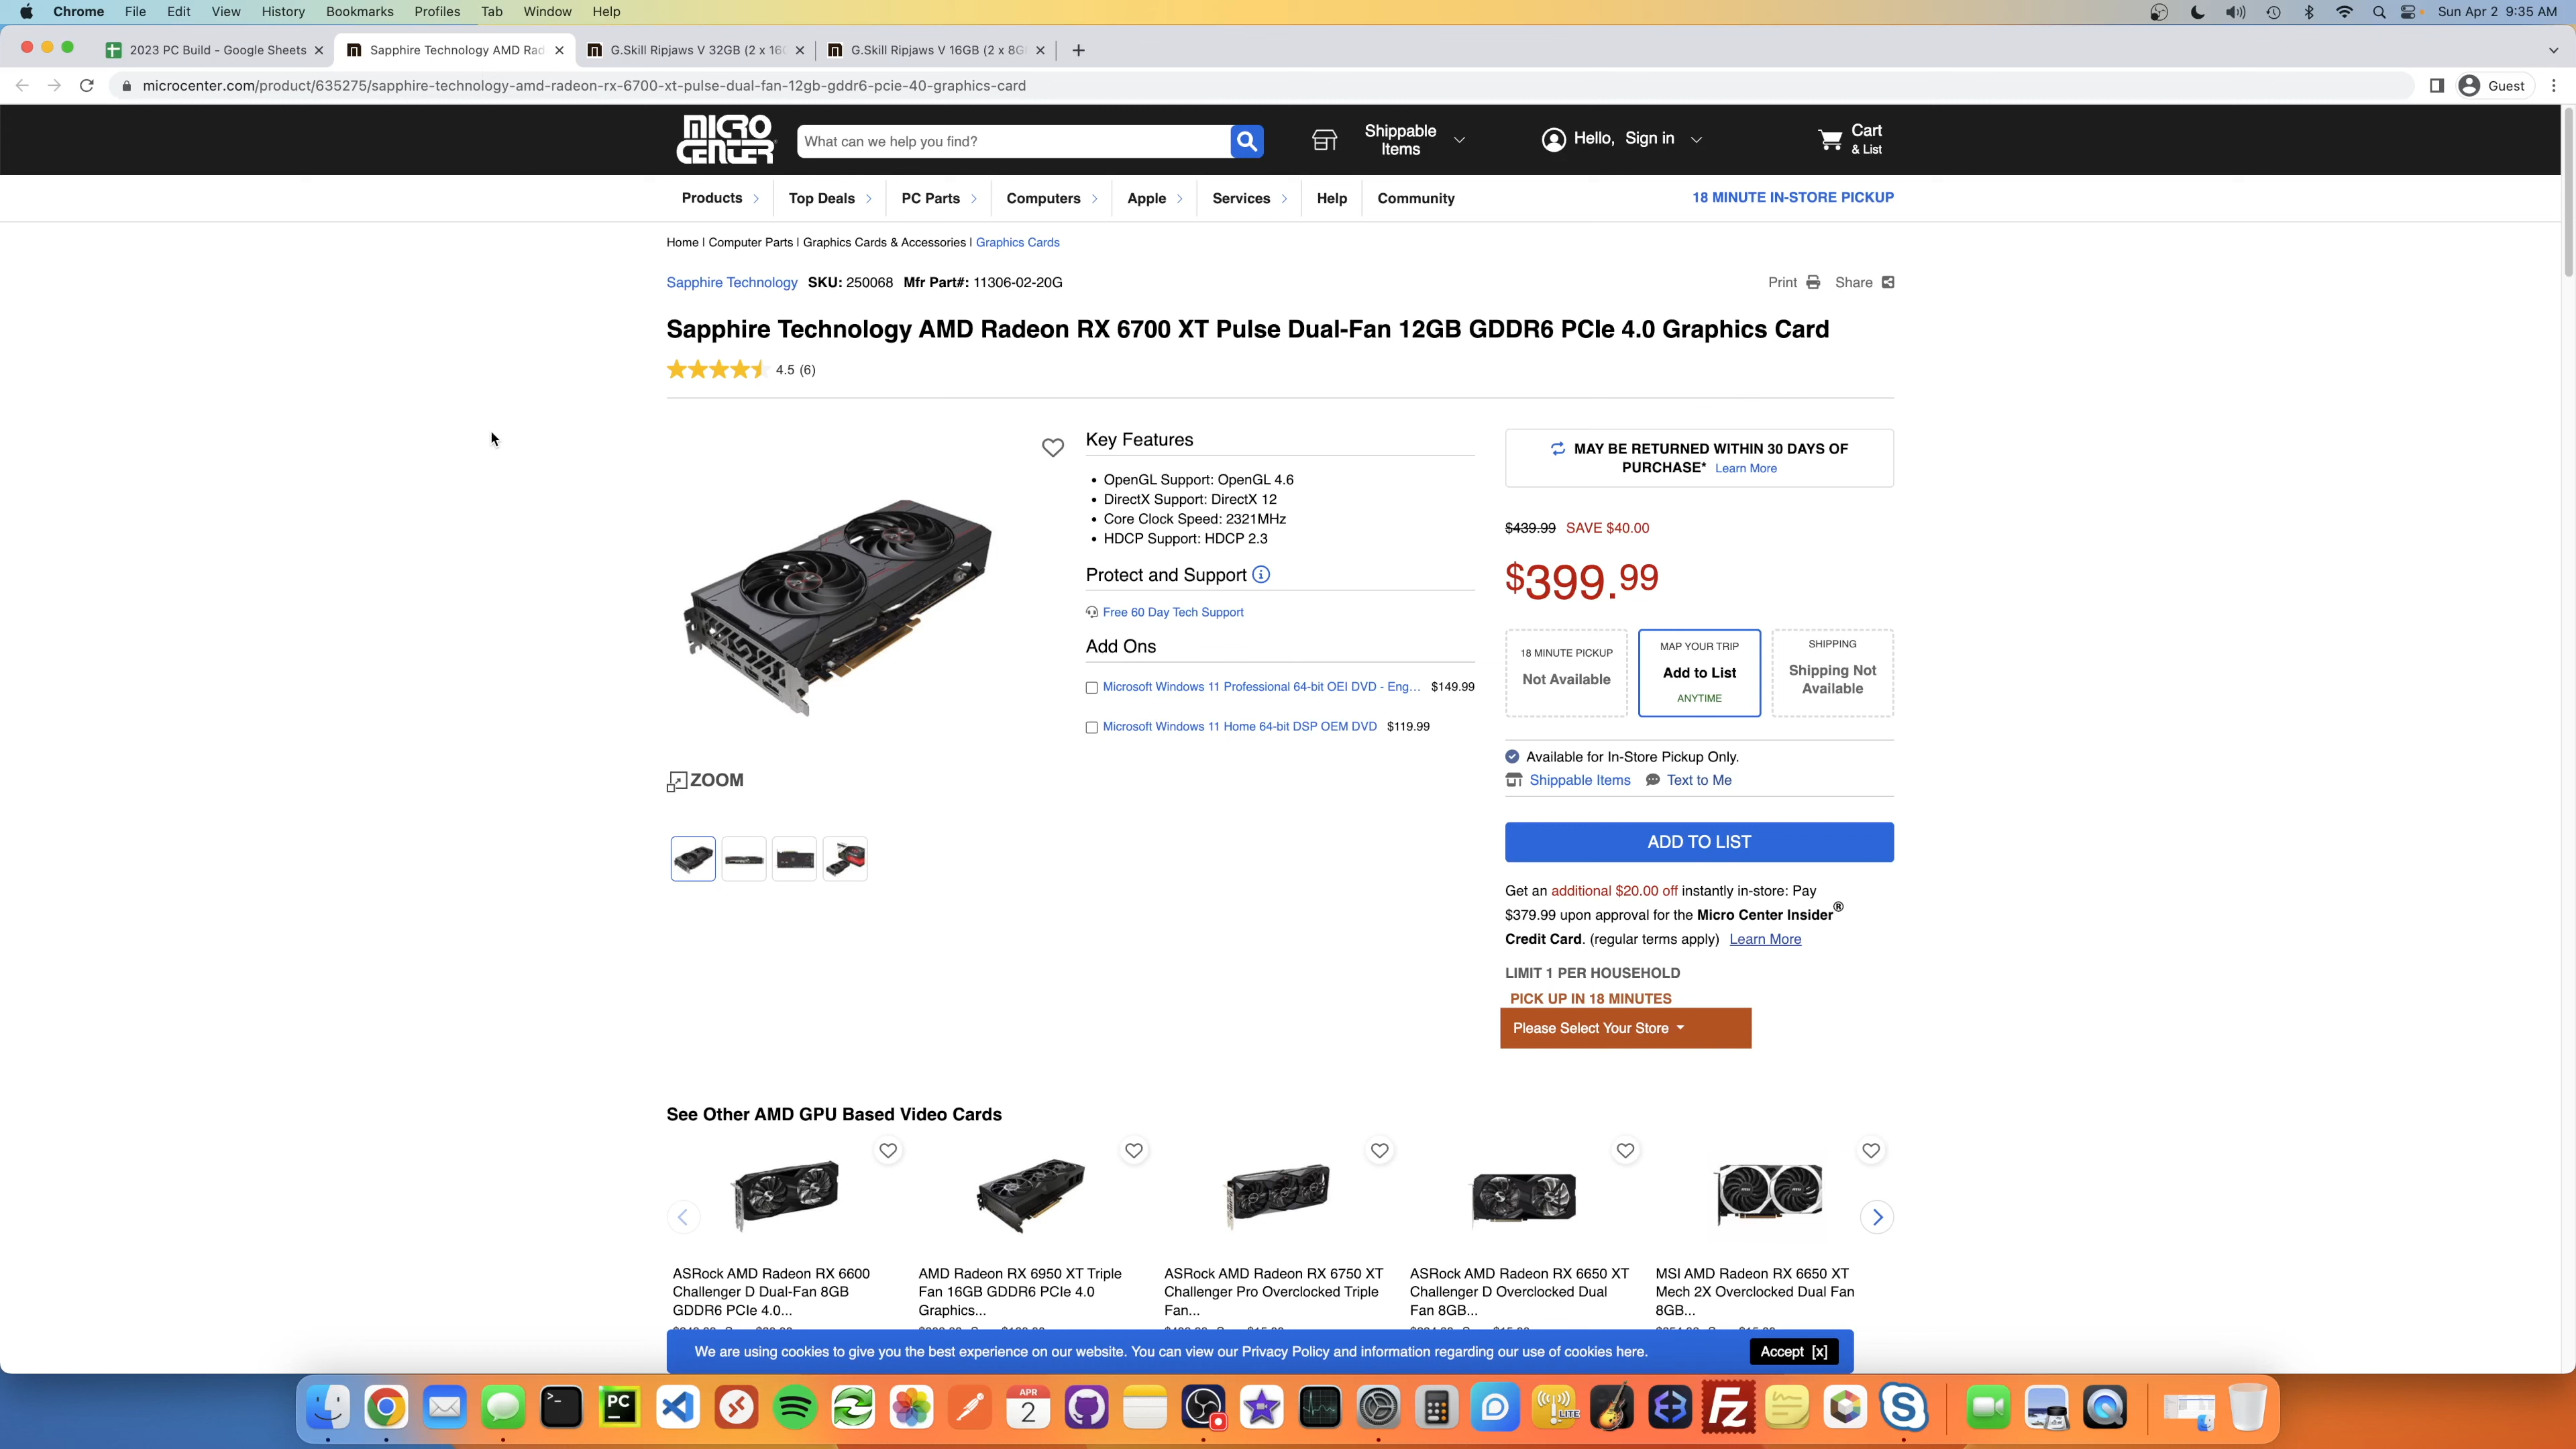 Chrome File Edit View History Bookmarks Profiles Tab Window Help Sun Apr 2 9:35 AM
2023 PC Build - Google Sheets Sapphire Technology AMD Rad G.Skill Ripjaws V 32GB (2 x 16G G.Skill Ripjaws V 16GB (2 x 8G
microcenter.com/product/635275/sapphire-technology-amd-radeon-rx-6700-xt-pulse-dual-fan-12gb-gddr6-pcie-40-graphics-card Guest
MICRO CENTER
What can we help you find?
Shippable
Items
Hello, Sign in
Cart
& List
Products Top Deals PC Parts Computers Apple Services Help Community 18 MINUTE IN-STORE PICKUP
Home | Computer Parts | Graphics Cards & Accessories | Graphics Cards
Sapphire Technology SKU: 250068 Mfr Part#: 11306-02-20G Print Share
Sapphire Technology AMD Radeon RX 6700 XT Pulse Dual-Fan 12GB GDDR6 PCIe 4.0 Graphics Card
4.5 (6)
Key Features
• OpenGL Support: OpenGL 4.6
• DirectX Support: DirectX 12
• Core Clock Speed: 2321MHz
• HDCP Support: HDCP 2.3
Protect and Support
Free 60 Day Tech Support
Add Ons
Microsoft Windows 11 Professional 64-bit OEI DVD - Eng... $149.99
Microsoft Windows 11 Home 64-bit DSP OEM DVD $119.99
ZOOM
MAY BE RETURNED WITHIN 30 DAYS OF
PURCHASE* Learn More
$439.99 SAVE $40.00
$399.99
18 MINUTE PICKUP
Not Available
MAP YOUR TRIP
Add to List
ANYTIME
SHIPPING
Shipping Not
Available
Available for In-Store Pickup Only.
Shippable Items Text to Me
ADD TO LIST
Get an additional $20.00 off instantly in-store: Pay
$379.99 upon approval for the Micro Center Insider®
Credit Card. (regular terms apply) Learn More
LIMIT 1 PER HOUSEHOLD
PICK UP IN 18 MINUTES
Please Select Your Store
See Other AMD GPU Based Video Cards
ASRock AMD Radeon RX 6600
Challenger D Dual-Fan 8GB
GDDR6 PCIe 4.0...
AMD Radeon RX 6950 XT Triple
Fan 16GB GDDR6 PCIe 4.0
Graphics...
ASRock AMD Radeon RX 6750 XT
Challenger Pro Overclocked Triple
Fan...
ASRock AMD Radeon RX 6650 XT
Challenger D Overclocked Dual
Fan 8GB...
MSI AMD Radeon RX 6650 XT
Mech 2X Overclocked Dual Fan
8GB...
We are using cookies to give you the best experience on our website. You can view our Privacy Policy and information regarding our use of cookies here. Accept [x]
PC
APR
2
LITE
Fz